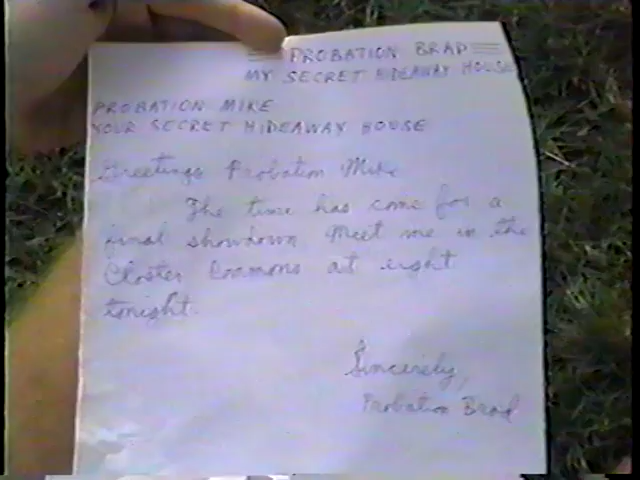 PROBATION BRAD
MY SECRET HIDEAWAY HOUSE
PROBATION MIKE
YOUR SECRET HIDEAWAY HOUSE
Greetings Probation Mike
The time has come for a
final showdown Meet me in the
Closter Commons at eight
tonight.
Sincerely,
Probation Brad